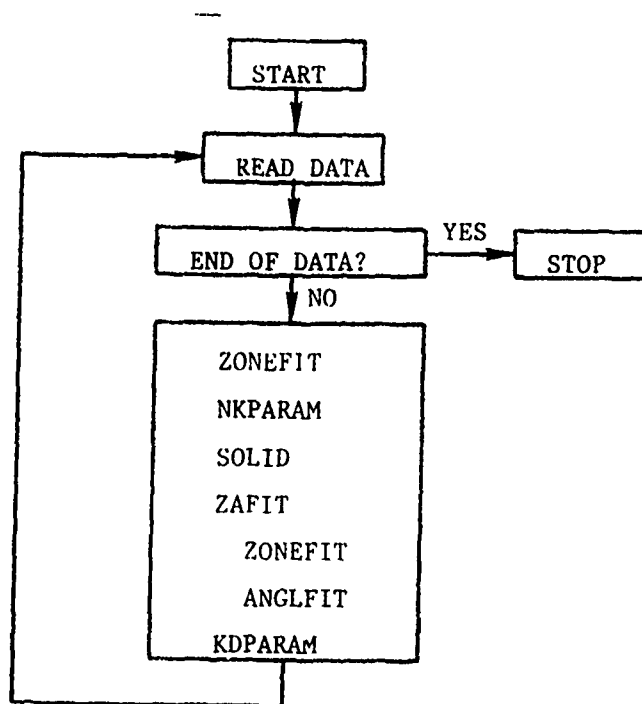 START
READ DATA
END OF DATA?
YES
STOP
NO
ZONEFIT
NKPARAM
SOLID
ZAFIT
ZONEFIT
ANGLFIT
KDPARAM